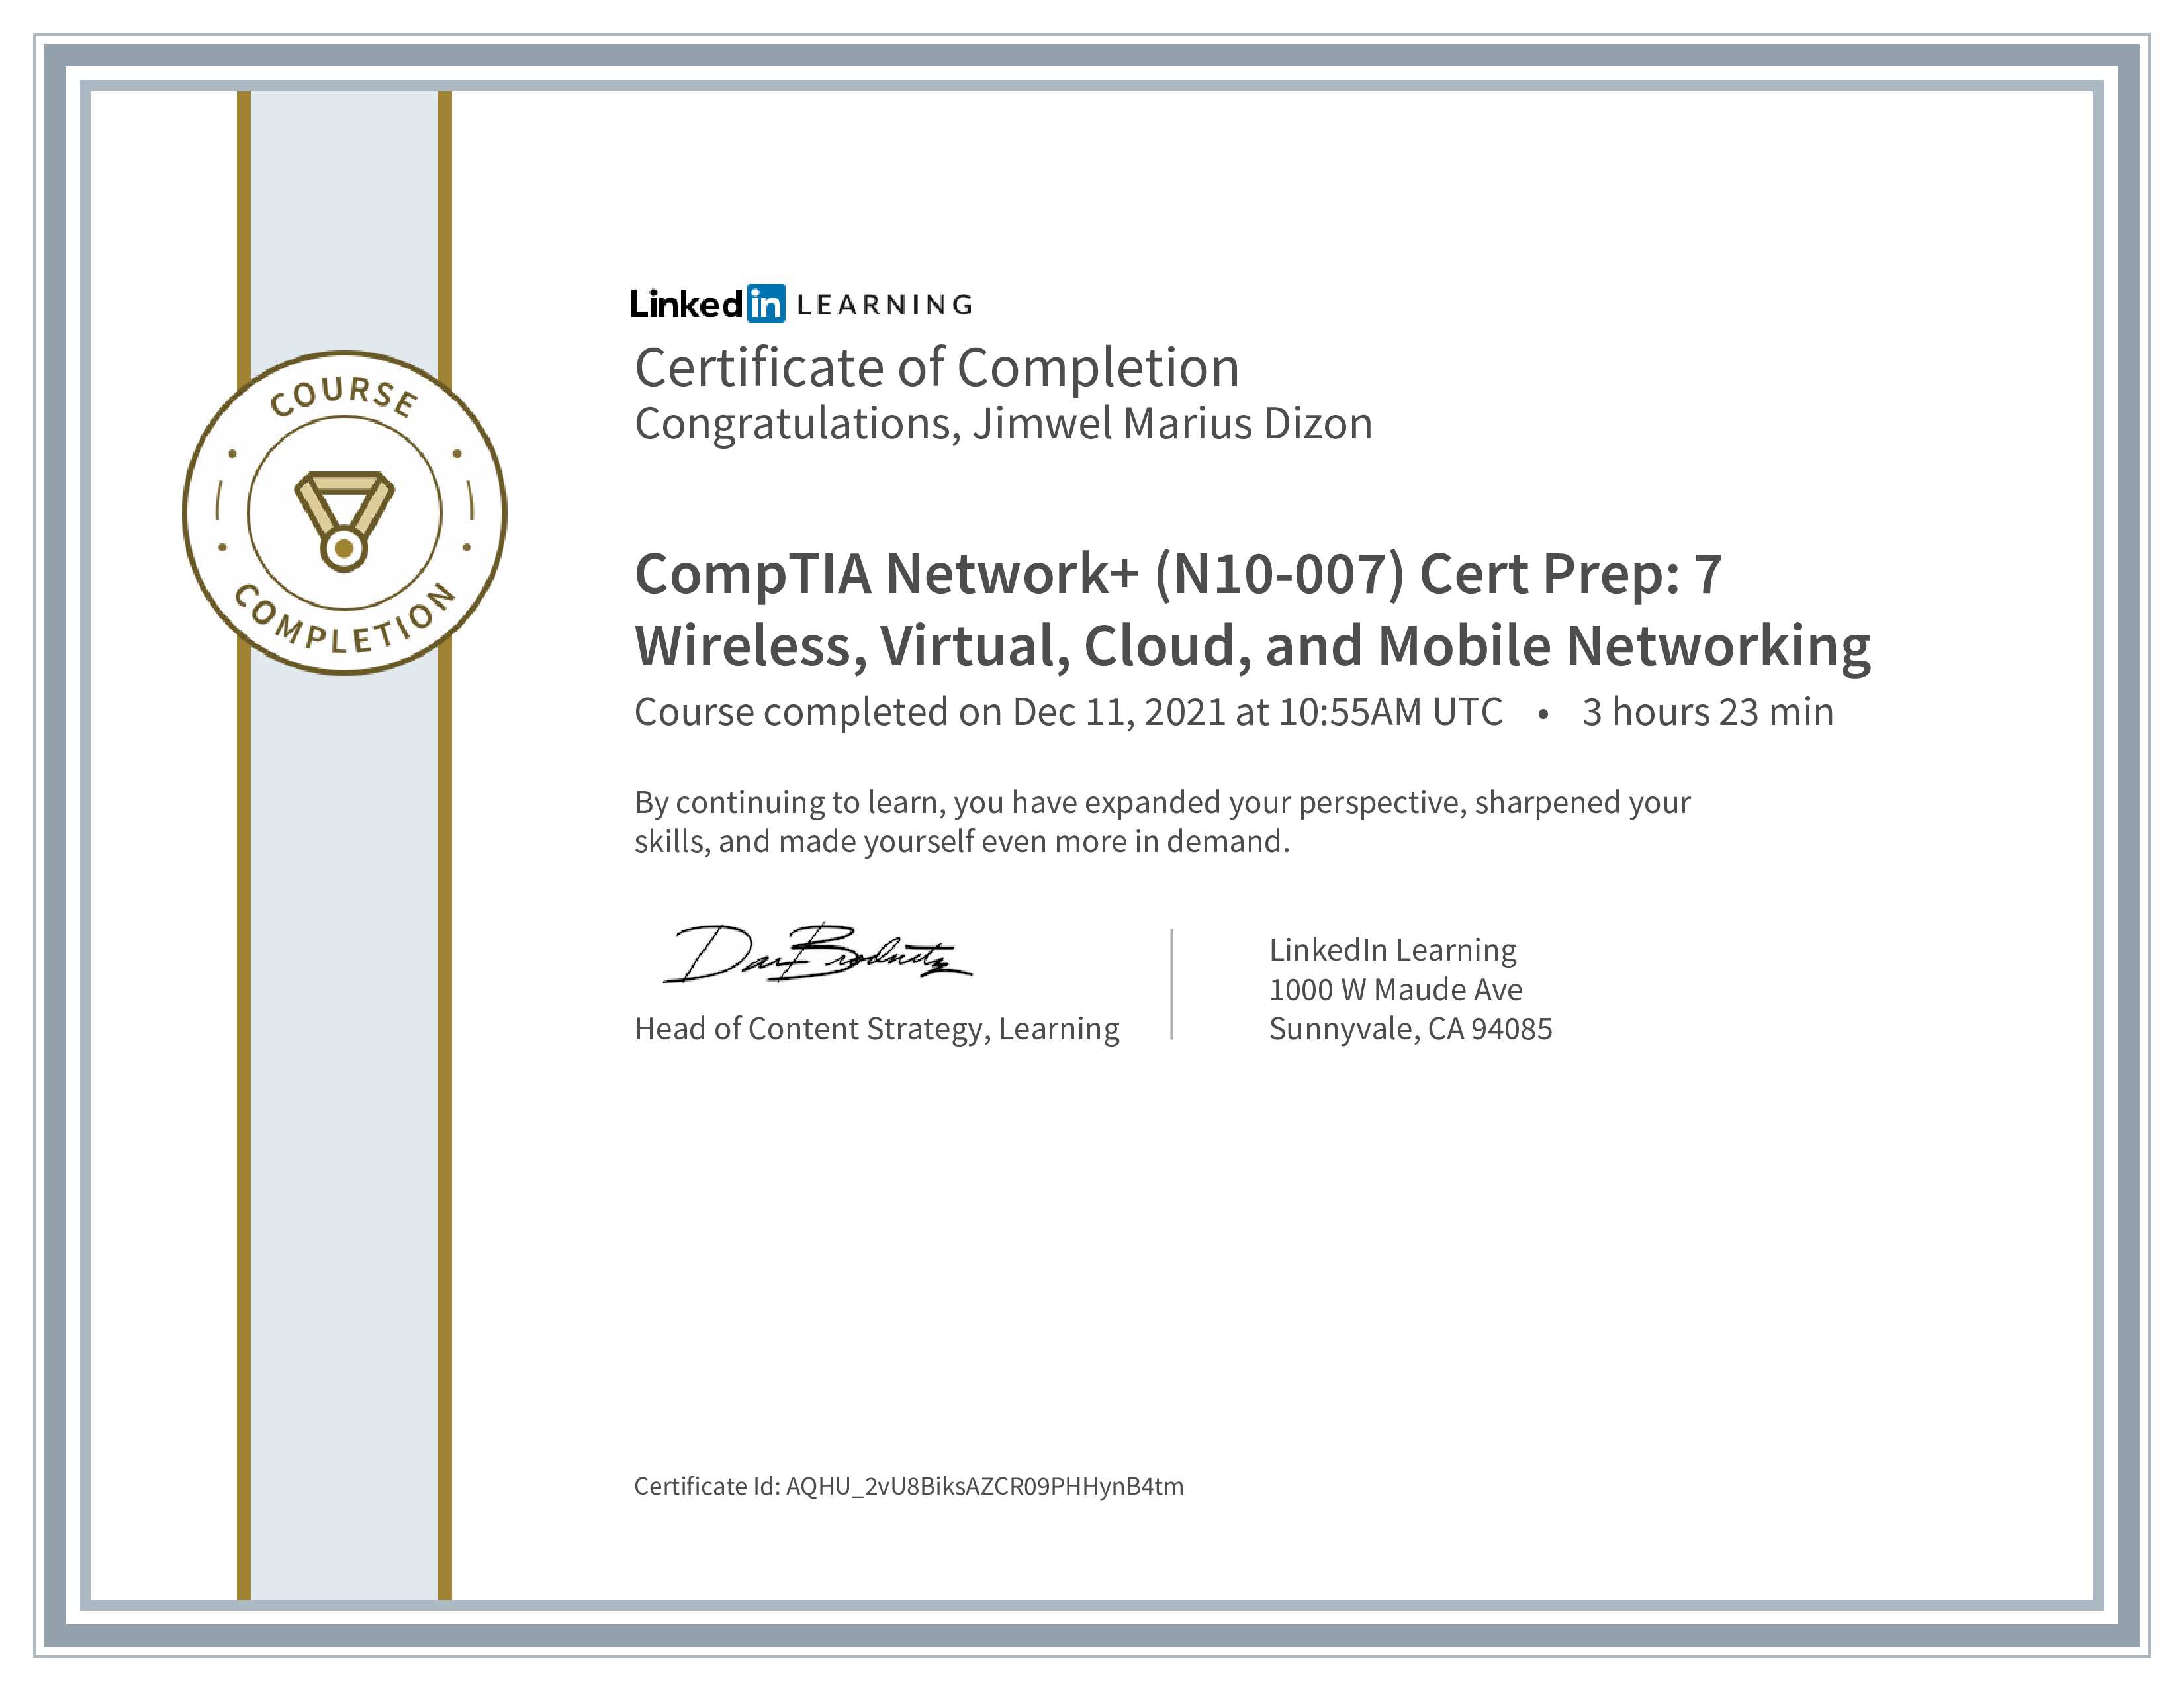 COURSE
COMPLETION
Linked in LEARNING
Certificate of Completion
Congratulations, Jimwel Marius Dizon
CompTIA Network+ (N10-007) Cert Prep: 7
Wireless, Virtual, Cloud, and Mobile Networking
Course completed on Dec 11, 2021 at 10:55AM UTC • 3 hours 23 min
By continuing to learn, you have expanded your perspective, sharpened your
skills, and made yourself even more in demand.
Dan Brodnitz
Head of Content Strategy, Learning
LinkedIn Learning
1000 W Maude Ave
Sunnyvale, CA 94085
Certificate Id: AQHU_2vU8BiksAZCR09PHHynB4tm